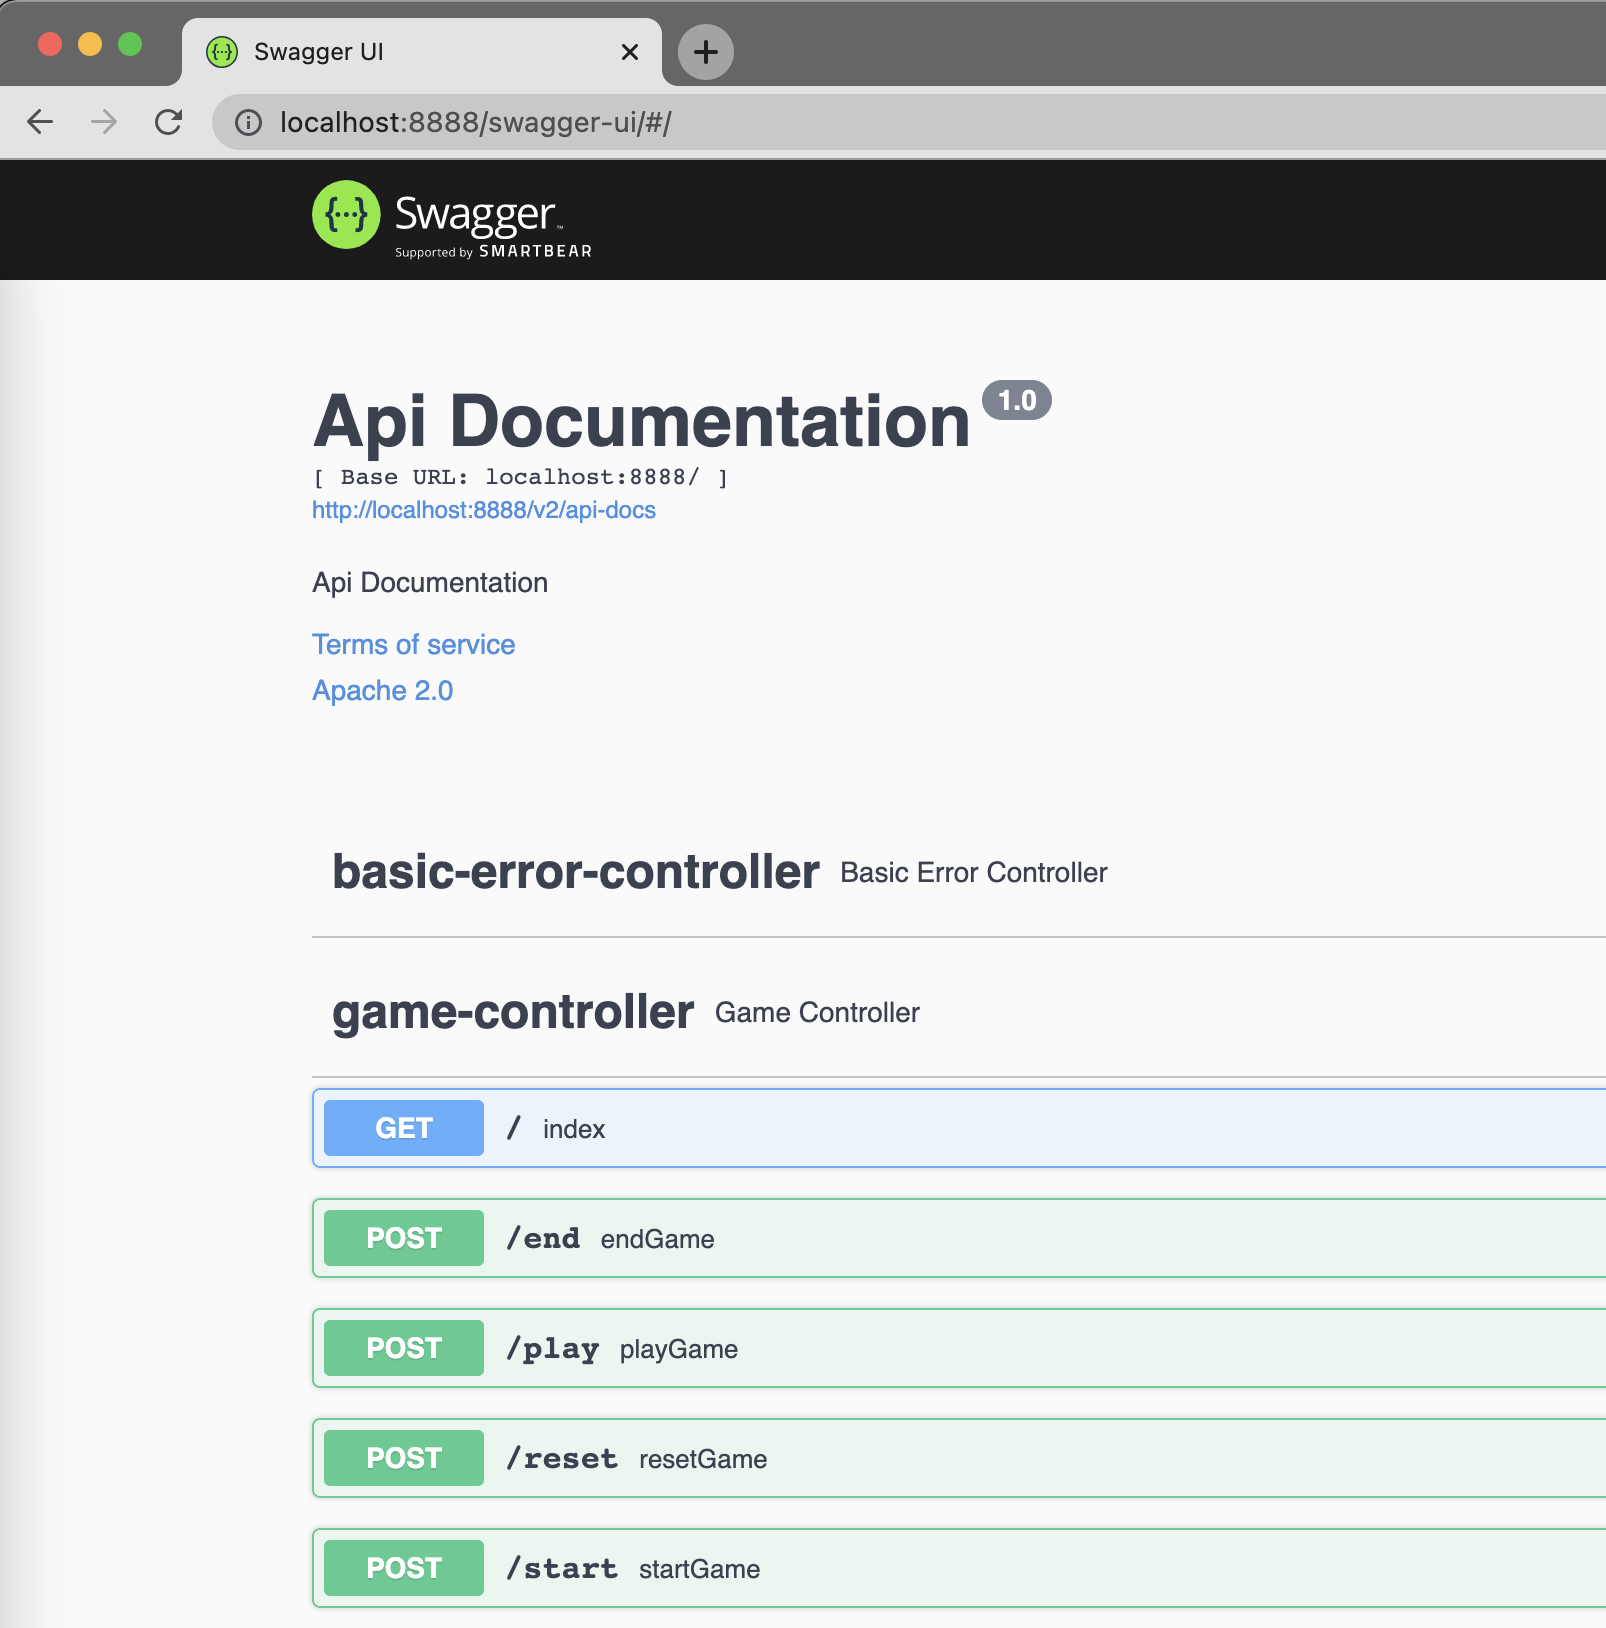 Swagger UI
localhost:8888/swagger-ui/#/
{···} Swagger™
Supported by SMARTBEAR
Api Documentation 1.0
[ Base URL: localhost:8888/ ]
http://localhost:8888/v2/api-docs
Api Documentation
Terms of service
Apache 2.0
basic-error-controller Basic Error Controller
game-controller Game Controller
GET / index
POST /end endGame
POST /play playGame
POST /reset resetGame
POST /start startGame